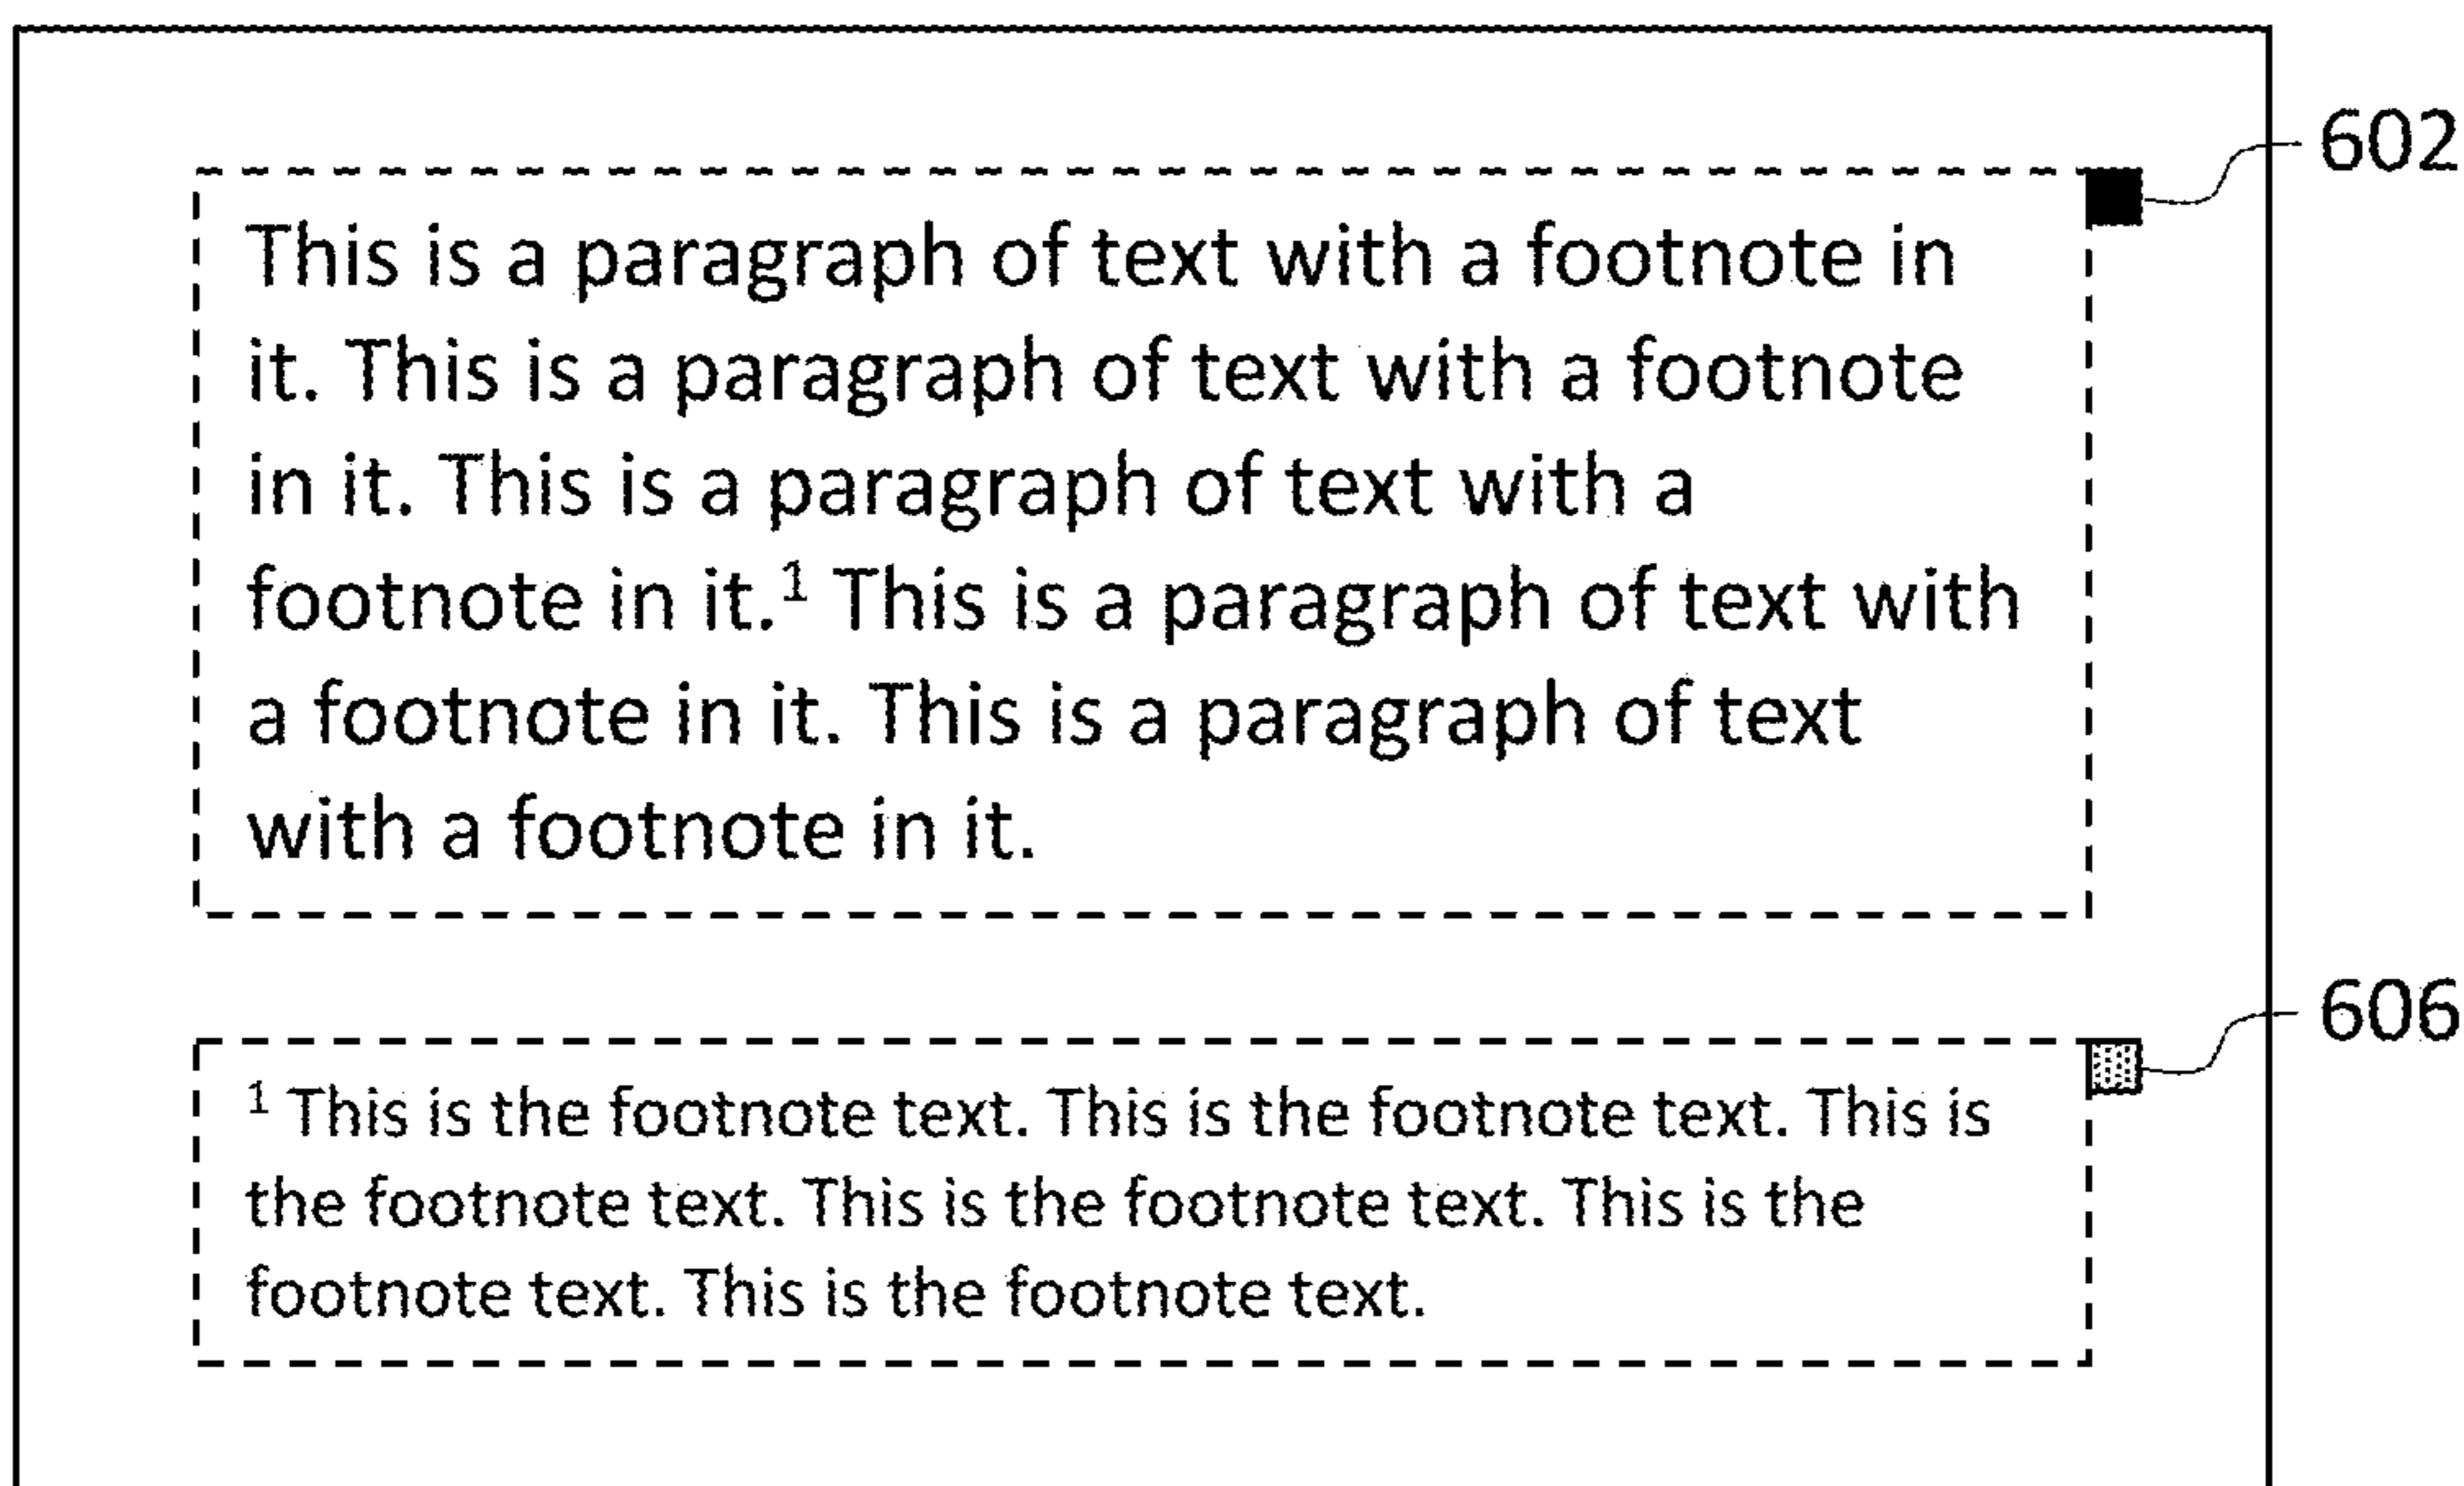 602
This is a paragraph of text with a footnote in
it. This is a paragraph of text with a footnote
in it. This is a paragraph of text with a
footnote in it.¹ This is a paragraph of text with
a footnote in it. This is a paragraph of text
with a footnote in it.
606
¹ This is the footnote text. This is the footnote text. This is
the footnote text. This is the footnote text. This is the
footnote text. This is the footnote text.